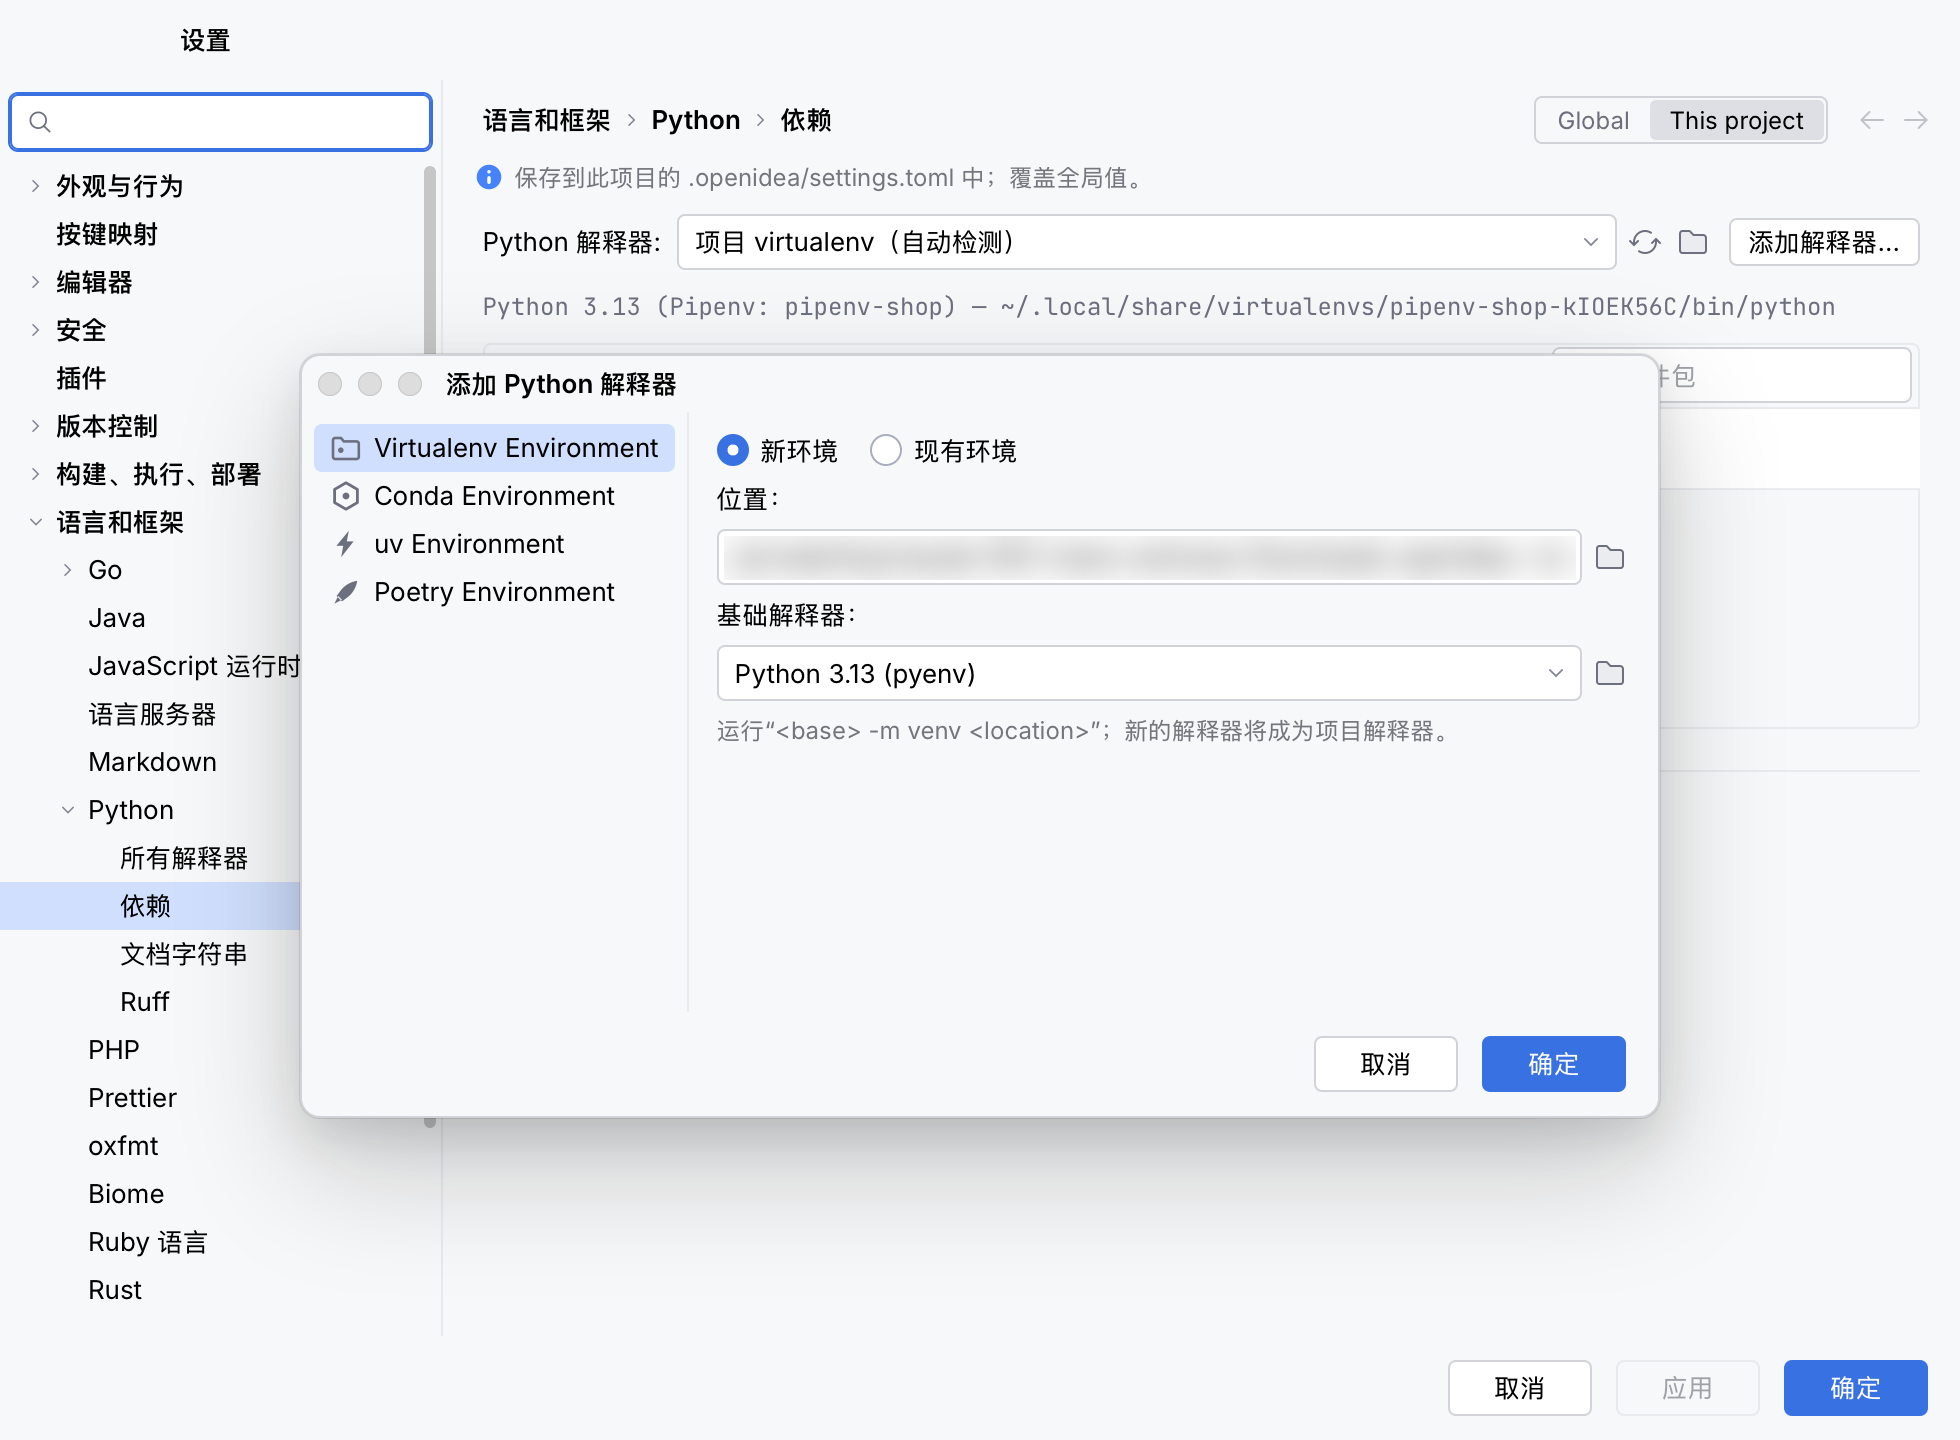 设置
外观与行为
按键映射
编辑器
安全
插件
版本控制
构建、执行、部署
语言和框架
Go
Java
JavaScript 运行时
语言服务器
Markdown
Python
所有解释器
依赖
文档字符串
Ruff
PHP
Prettier
oxfmt
Biome
Ruby 语言
Rust
语言和框架 › Python › 依赖
Global This project
保存到此项目的 .openidea/settings.toml 中；覆盖全局值。
Python 解释器: 项目 virtualenv（自动检测） 添加解释器...
Python 3.13 (Pipenv: pipenv-shop) — ~/.local/share/virtualenvs/pipenv-shop-kIOEK56C/bin/python
包
添加 Python 解释器
Virtualenv Environment
Conda Environment
uv Environment
Poetry Environment
新环境 现有环境
位置:
基础解释器:
Python 3.13 (pyenv)
运行“<base> -m venv <location>”；新的解释器将成为项目解释器。
取消 确定
取消 应用 确定